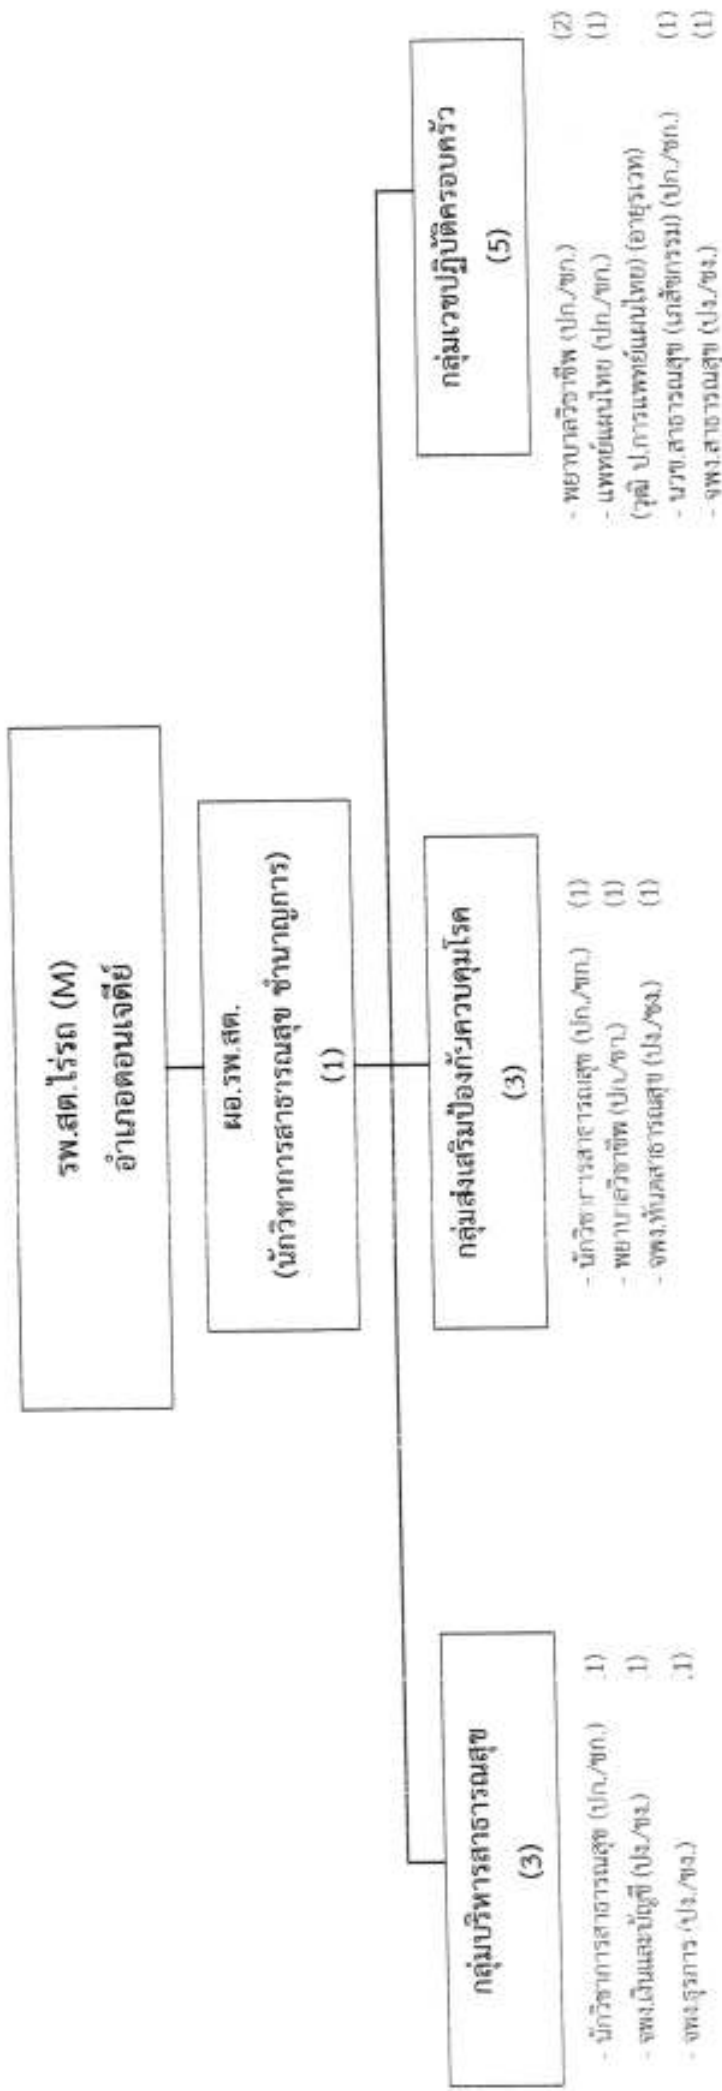 รพ.สต.ไร่รถ (M)
อำเภอดอนเจดีย์
ผอ.รพ.สต.
(นักวิชาการสาธารณสุข ชำนาญการ)
(1)
กลุ่มบริหารสาธารณสุข
(3)
- นักวิชาการสาธารณสุข (ปก./ชก.) 1)
- จพง.เงินและบัญชี (ปง./ชง.) 1)
- จพง.ธุรการ (ปง./ชง.) 1)
กลุ่มส่งเสริมป้องกันควบคุมโรค
(3)
- นักวิชาการสาธารณสุข (ปก./ชก.) (1)
- พยาบาลวิชาชีพ (ปก./ชก.) (1)
- จพง.ทันตสาธารณสุข (ปง./ชง.) (1)
กลุ่มเวชปฏิบัติครอบครัว
(5)
- พยาบาลวิชาชีพ (ปก./ชก.) (2)
- แพทย์แผนไทย (ปก./ชก.) (1)
(วุฒิ ป.การแพทย์แผนไทย) (อายุรเวท)
- นวช.สาธารณสุข (เภสัชกรรม) (ปก./ชก.) (1)
- จพง.สาธารณสุข (ปง./ชง.) (1)